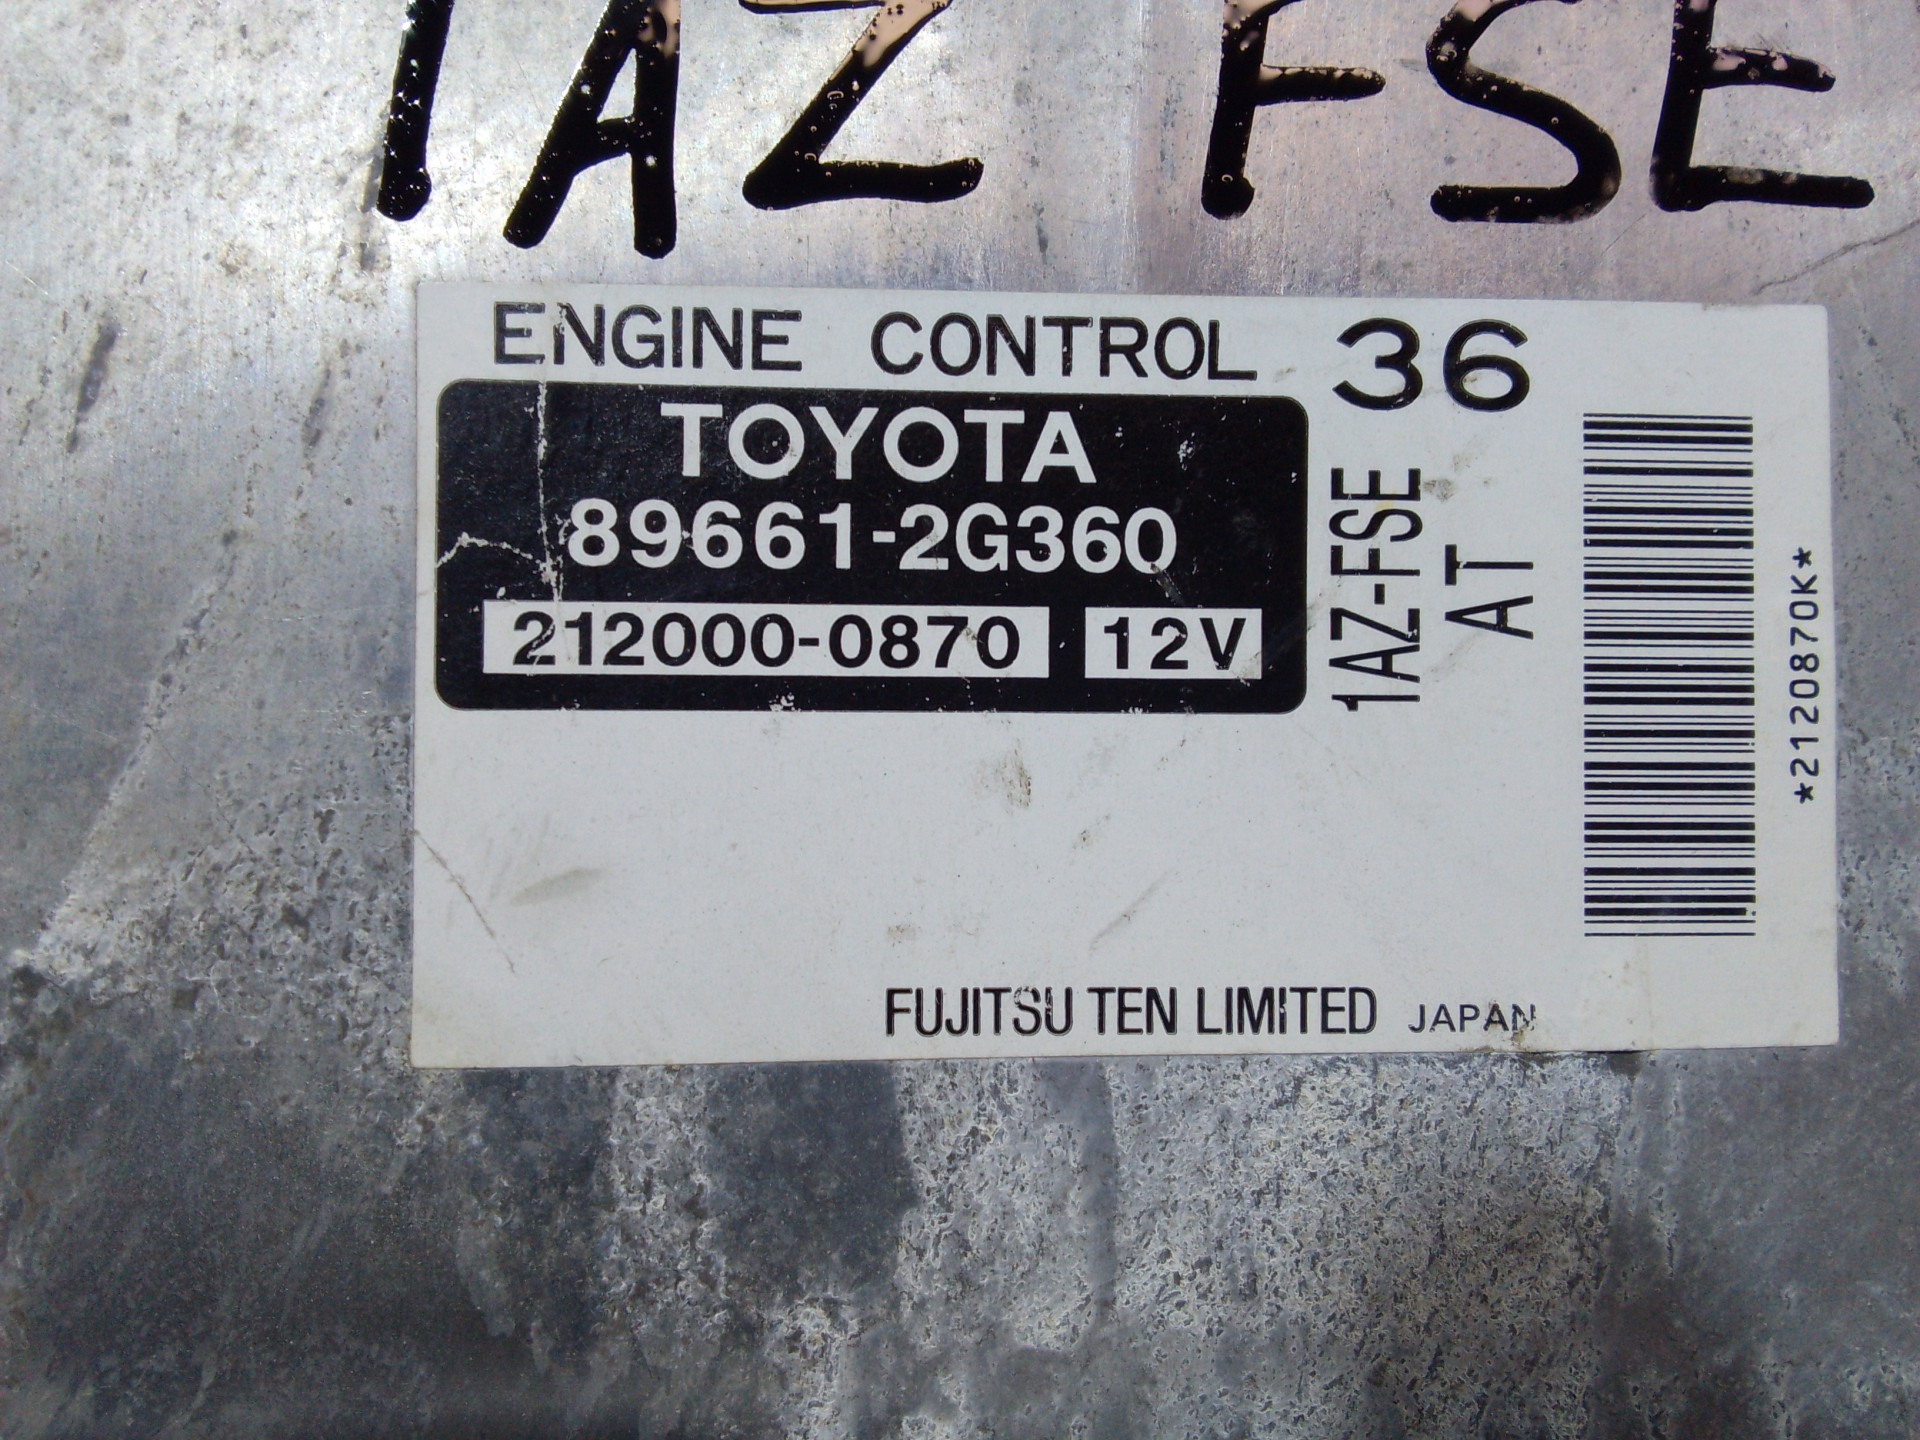 1AZ FSE
ENGINE CONTROL 36
TOYOTA
89661-2G360
212000-0870 12V
1AZ-FSE
AT
*2120870K*
FUJITSU TEN LIMITED JAPAN